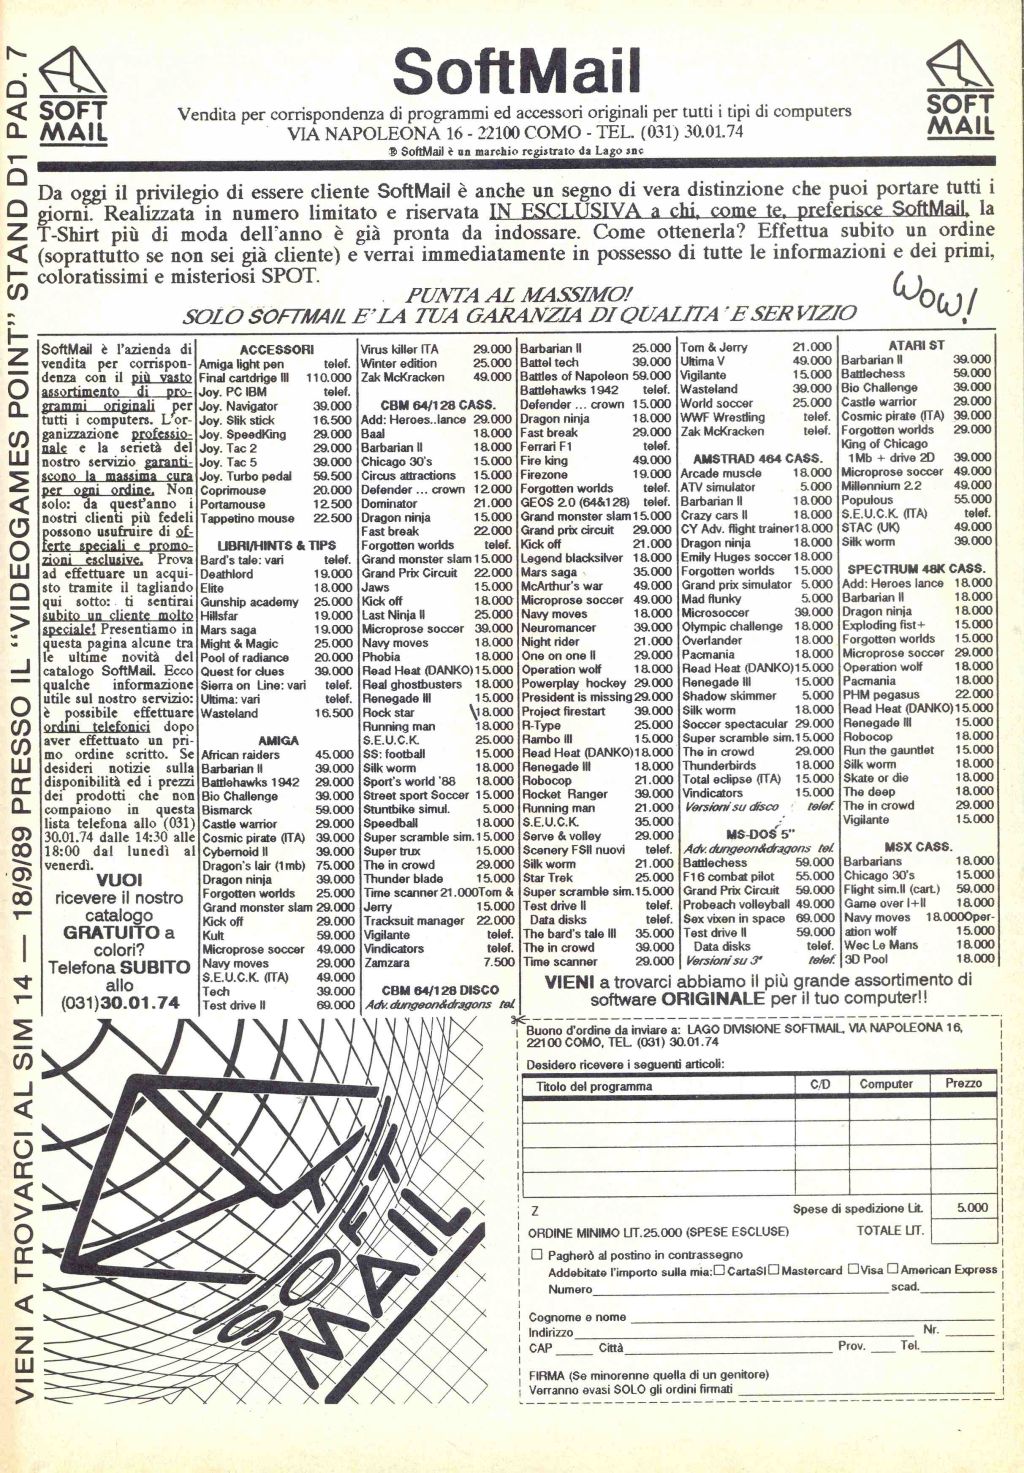 VIENI A TROVARCI AL SIM 14 — 18/9/89 PRESSO IL "VIDEOGAMES POINT" STAND D1 PAD. 7
SOFT
MAIL
SoftMail
SOFT
MAIL
Vendita per corrispondenza di programmi ed accessori originali per tutti i tipi di computers
VIA NAPOLEONA 16 - 22100 COMO - TEL. (031) 30.01.74
® SoftMail è un marchio registrato da Lago snc
Da oggi il privilegio di essere cliente SoftMail è anche un segno di vera distinzione che puoi portare tutti i
giorni. Realizzata in numero limitato e riservata IN ESCLUSIVA a chi, come te, preferisce SoftMail, la
T-Shirt più di moda dell'anno è già pronta da indossare. Come ottenerla? Effettua subito un ordine
(soprattutto se non sei già cliente) e verrai immediatamente in possesso di tutte le informazioni e dei primi,
coloratissimi e misteriosi SPOT.
WOW!
PUNTA AL MASSIMO!
SOLO SOFTMAIL E' LA TUA GARANZIA DI QUALITA' E SERVIZIO
SoftMail è l'azienda di
vendita per corrispon-
denza con il più vasto
assortimento di pro-
grammi originali per
tutti i computers. L'or-
ganizzazione professio-
nale e la serietà del
nostro servizio garanti-
scono la massima cura
per ogni ordine. Non
solo: da quest'anno i
nostri clienti più fedeli
possono usufruire di of-
ferte speciali e promo-
zioni esclusive. Prova
ad effettuare un acqui-
sto tramite il tagliando
qui sotto: ti sentirai
subito un cliente molto
speciale! Presentiamo in
questa pagina alcune tra
le ultime novità del
catalogo SoftMail. Ecco
qualche informazione
utile sul nostro servizio:
è possibile effettuare
ordini telefonici dopo
aver effettuato un pri-
mo ordine scritto. Se
desideri notizie sulla
disponibilità ed i prezzi
dei prodotti che non
compaiono in questa
lista telefona allo (031)
30.01.74 dalle 14:30 alle
18:00 dal lunedì al
venerdì.
VUOI
ricevere il nostro
catalogo
GRATUITO a
colori?
Telefona SUBITO
allo
(031)30.01.74
ACCESSORI
Amiga light pen telef.
Final cartdrige III 110.000
Joy. PC IBM telef.
Joy. Navigator 39.000
Joy. Slik stick 16.500
Joy. SpeedKing 29.000
Joy. Tac 2 29.000
Joy. Tac 5 39.000
Joy. Turbo pedal 59.500
Coprimouse 20.000
Portamouse 12.500
Tappetino mouse 22.500
LIBRI/HINTS & TIPS
Bard's tale: vari telef.
Deathlord 19.000
Elite 18.000
Gunship academy 25.000
Hillsfar 19.000
Mars saga 19.000
Might & Magic 25.000
Pool of radiance 20.000
Quest for clues 39.000
Sierra on Line: vari telef.
Ultima: vari telef.
Wasteland 16.500
AMIGA
African raiders 45.000
Barbarian II 39.000
Battlehawks 1942 29.000
Bio Challenge 39.000
Bismarck 59.000
Castle warrior 29.000
Cosmic pirate (ITA) 39.000
Cybernoid II 39.000
Dragon's lair (1mb) 75.000
Dragon ninja 39.000
Forgotten worlds 25.000
Grand monster slam 29.000
Kick off 29.000
Kult 59.000
Microprose soccer 49.000
Navy moves 29.000
S.E.U.C.K. (ITA) 49.000
Tech 39.000
Test drive II 69.000
Virus killer ITA 29.000
Winter edition 25.000
Zak McKracken 49.000
CBM 64/128 CASS.
Add: Heroes..lance 29.000
Baal 18.000
Barbarian II 18.000
Chicago 30's 15.000
Circus attractions 15.000
Defender ... crown 12.000
Dominator 21.000
Dragon ninja 15.000
Fast break 22.000
Forgotten worlds telef.
Grand monster slam 15.000
Grand Prix Circuit 22.000
Jaws 15.000
Kick off 18.000
Last Ninja II 25.000
Microprose soccer 39.000
Navy moves 18.000
Phobia 18.000
Read Heat (DANKO) 15.000
Real ghostbusters 18.000
Renegade III 15.000
Rock star 18.000
Running man 18.000
S.E.U.C.K. 25.000
SS: football 15.000
Silk worm 18.000
Sport's world '88 18.000
Street sport Soccer 15.000
Stuntbike simul. 5.000
Speedball 18.000
Super scramble sim. 15.000
Super trux 15.000
The in crowd 29.000
Thunder blade 15.000
Time scanner 21.000Tom &
Jerry 15.000
Tracksuit manager 22.000
Vigilante telef.
Vindicators telef.
Zamzara 7.500
CBM 64/128 DISCO
Adv. dungeon&dragons tel.
Barbarian II 25.000
Battel tech 39.000
Battles of Napoleon 59.000
Battlehawks 1942 telef.
Defender ... crown 15.000
Dragon ninja 18.000
Fast break 29.000
Ferrari F1 telef.
Fire king 49.000
Firezone 19.000
Forgotten worlds telef.
GEOS 2.0 (64&128) telef.
Grand monster slam 15.000
Grand prix circuit 29.000
Kick off 21.000
Legend blacksilver 18.000
Mars saga 35.000
McArthur's war 49.000
Microprose soccer 49.000
Navy moves 18.000
Neuromancer 39.000
Night rider 21.000
One on one II 29.000
Operation wolf 18.000
Powerplay hockey 29.000
President is missing 29.000
Project firestart 39.000
R-Type 25.000
Rambo III 15.000
Read Heat (DANKO) 18.000
Renegade III 18.000
Robocop 21.000
Rocket Ranger 39.000
Running man 21.000
S.E.U.C.K. 35.000
Serve & volley 29.000
Scenery FSII nuovi telef.
Silk worm 21.000
Star Trek 25.000
Super scramble sim. 15.000
Test drive II telef.
Data disks telef.
The bard's tale III 35.000
The in crowd 39.000
Time scanner 29.000
Tom & Jerry 21.000
Ultima V 49.000
Vigilante 15.000
Wasteland 39.000
World soccer 25.000
WWF Wrestling telef.
Zak McKracken telef.
AMSTRAD 464 CASS.
Arcade muscle 18.000
ATV simulator 5.000
Barbarian II 18.000
Crazy cars II 18.000
CY Adv. flight trainer 18.000
Dragon ninja 18.000
Emily Huges soccer 18.000
Forgotten worlds 15.000
Grand prix simulator 5.000
Mad flunky 5.000
Microsoccer 39.000
Olympic challenge 18.000
Overlander 18.000
Pacmania 18.000
Read Heat (DANKO) 15.000
Renegade III 15.000
Shadow skimmer 5.000
Silk worm 18.000
Soccer spectacular 29.000
Super scramble sim. 15.000
The in crowd 29.000
Thunderbirds 18.000
Total eclipse (ITA) 15.000
Vindicators 15.000
Versioni su disco telef.
MS-DOS 5"
Adv. dungeon&dragons tel.
Battlechess 59.000
F16 combat pilot 55.000
Grand Prix Circuit 59.000
Probeach volleyball 49.000
Sex vixen in space 69.000
Test drive II 59.000
Data disks telef.
Versioni su 3" telef.
ATARI ST
Barbarian II 39.000
Battlechess 59.000
Bio Challenge 39.000
Castle warrior 29.000
Cosmic pirate (ITA) 39.000
Forgotten worlds 29.000
King of Chicago
1Mb + drive 2D 39.000
Microprose soccer 49.000
Millennium 2.2 49.000
Populous 55.000
S.E.U.C.K. (ITA) telef.
STAC (UK) 49.000
Silk worm 39.000
SPECTRUM 48K CASS.
Add: Heroes lance 18.000
Barbarian II 18.000
Dragon ninja 18.000
Exploding fist+ 15.000
Forgotten worlds 15.000
Microprose soccer 29.000
Operation wolf 18.000
Pacmania 18.000
PHM pegasus 22.000
Read Heat (DANKO) 15.000
Renegade III 15.000
Robocop 18.000
Run the gauntlet 15.000
Silk worm 18.000
Skate or die 18.000
The deep 18.000
The in crowd 29.000
Vigilante 15.000
MSX CASS.
Barbarians 18.000
Chicago 30's 15.000
Flight sim.II (cart.) 59.000
Game over I+II 18.000
Navy moves 18.000Oper-
ation wolf 15.000
Wec Le Mans 18.000
3D Pool 18.000
VIENI a trovarci abbiamo il più grande assortimento di
software ORIGINALE per il tuo computer!!
SOFT
MAIL
Buono d'ordine da inviare a: LAGO DIVISIONE SOFTMAIL, VIA NAPOLEONA 16,
22100 COMO, TEL. (031) 30.01.74
Desidero ricevere i seguenti articoli:
Titolo del programma C/D Computer Prezzo
Z Spese di spedizione Lit. 5.000
ORDINE MINIMO LIT.25.000 (SPESE ESCLUSE) TOTALE LIT.
Pagherò al postino in contrassegno
Addebitate l'importo sulla mia: CartaSI Mastercard Visa American Express
Numero scad.
Cognome e nome
Indirizzo Nr.
CAP Città Prov. Tel.
FIRMA (Se minorenne quella di un genitore)
Verranno evasi SOLO gli ordini firmati